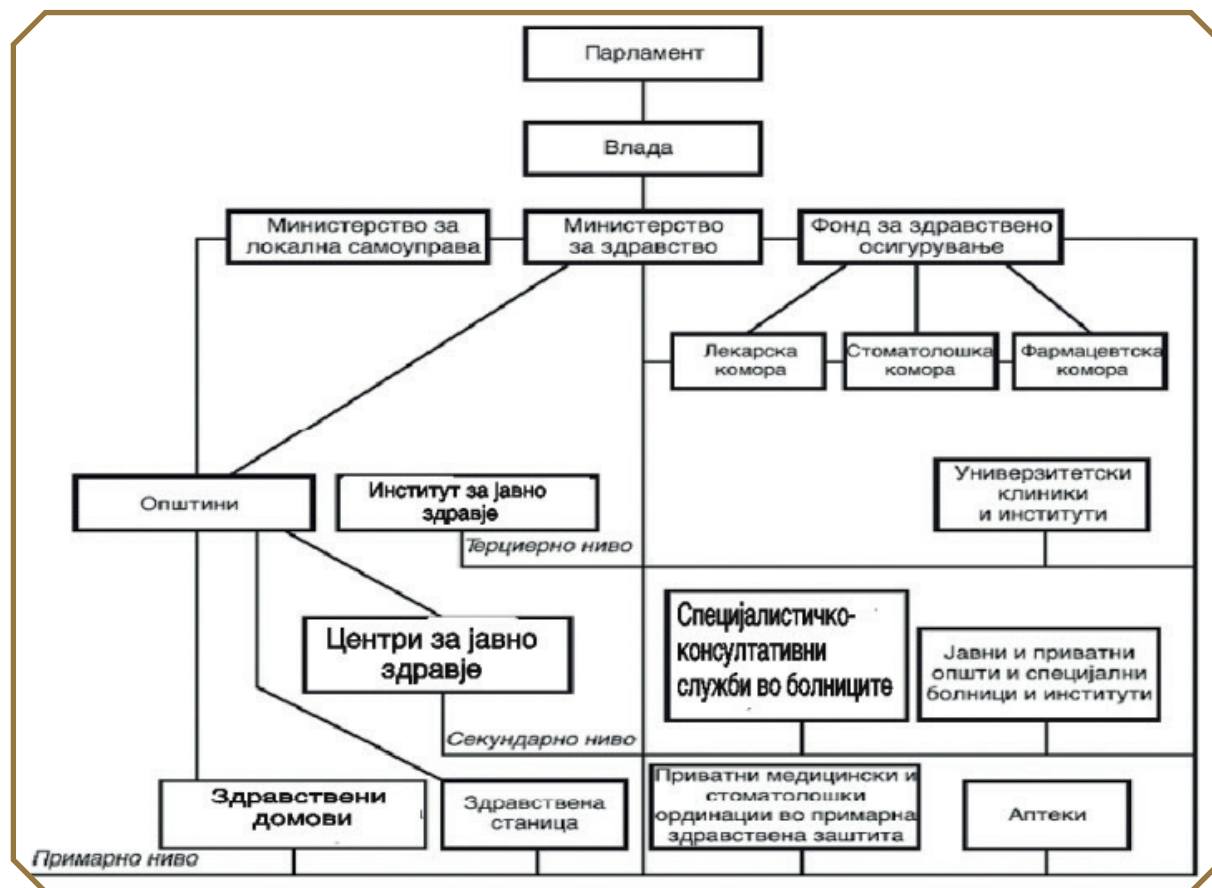 Парламент
Влада
Министерство за
локална самоуправа
Министерство
за здравство
Фонд за здравствено
осигурување
Лекарска
комора
Стоматолошка
комора
Фармацевтска
комора
Општини
Институт за јавно
здравје
Универзитетски
клиники
и институти
Терциерно ниво
Центри за јавно
здравје
Специјалистичко-
консултативни
служби во болниците
Јавни и приватни
општи и специјални
болници и институти
Секундарно ниво
Здравствени
домови
Здравствена
станица
Приватни медицински и
стоматолошки
ординации во примарна
здравствена заштита
Аптеки
Примарно ниво